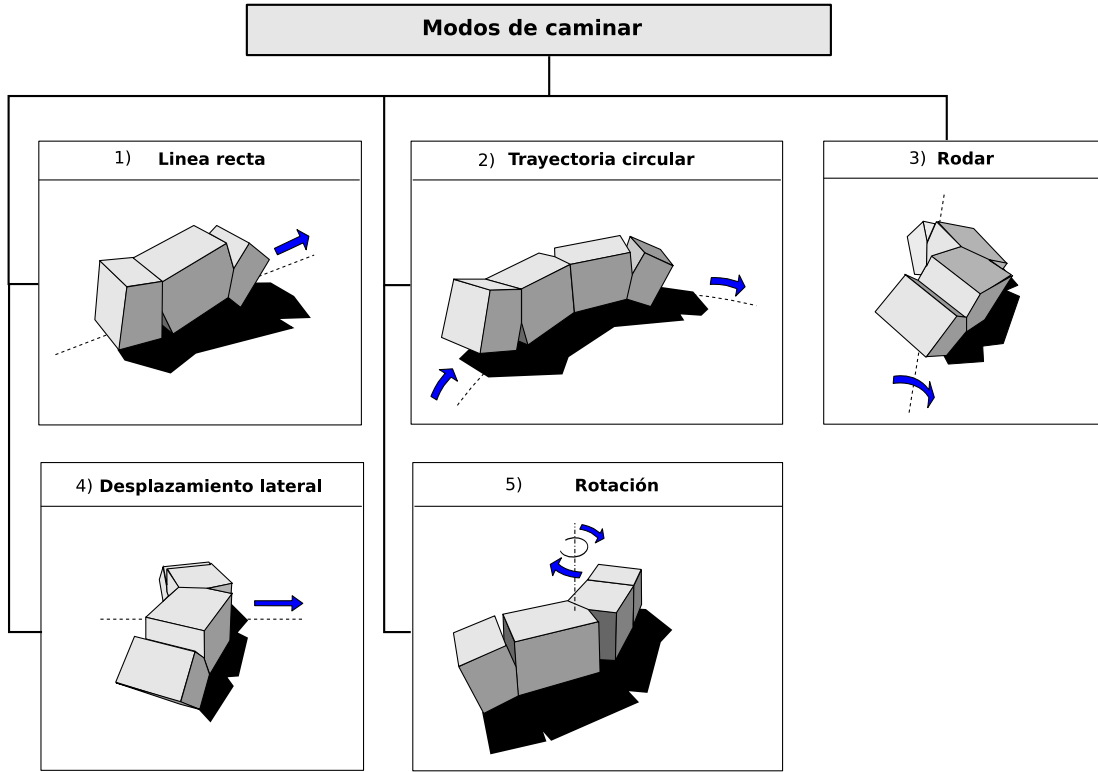 Modos de caminar
1) Linea recta
2) Trayectoria circular
3) Rodar
4) Desplazamiento lateral
5) Rotación